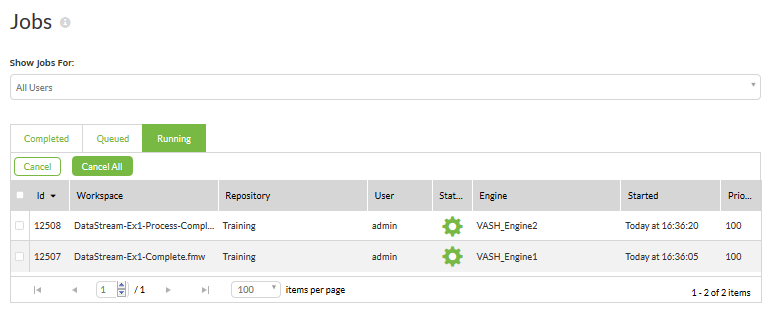 Jobs
Show Jobs For:
All Users
Completed Queued Running
Cancel Cancel All
Id Workspace Repository User Stat... Engine Started Prio...
12508 DataStream-Ex1-Process-Compl... Training admin VASH_Engine2 Today at 16:36:20 100
12507 DataStream-Ex1-Complete.fmw Training admin VASH_Engine1 Today at 16:36:05 100
1 / 1 100 items per page 1 - 2 of 2 items